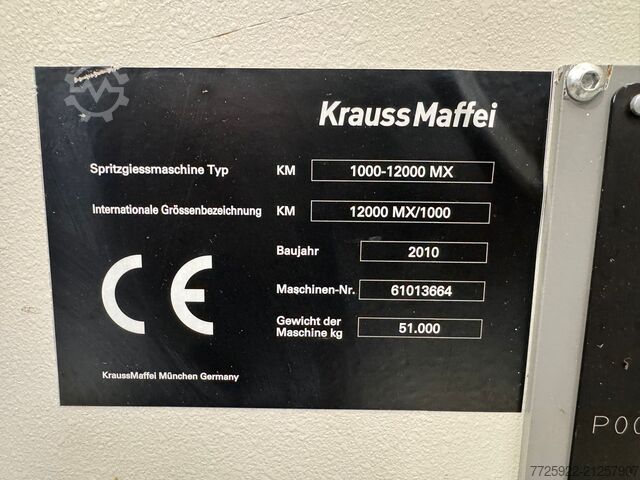 KraussMaffei
Spritzgiessmaschine Typ KM 1000-12000 MX
Internationale Grössenbezeichnung KM 12000 MX/1000
Baujahr 2010
Maschinen-Nr. 61013664
Gewicht der
Maschine kg 51.000
CE
KraussMaffei München Germany
P00
7725922-21257907